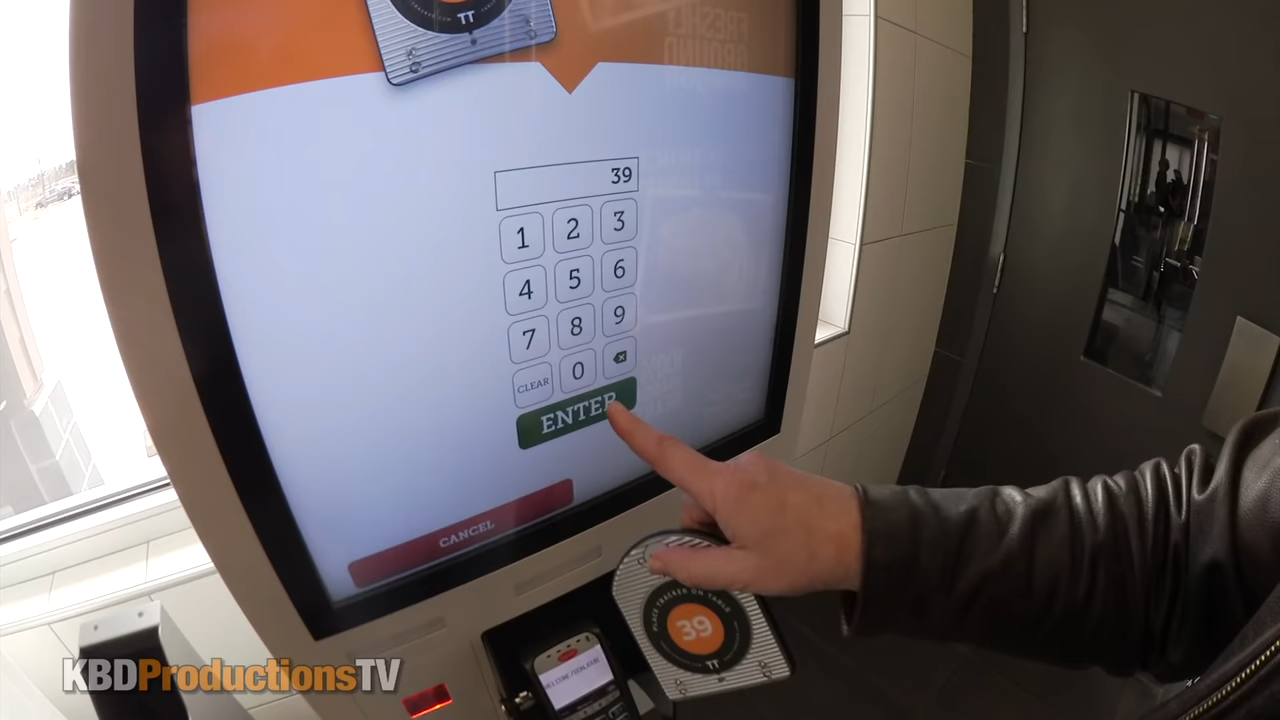 TT
39
1 2 3
4 5 6
7 8 9
CLEAR 0
ENTER
CANCEL
PLACE TRACKER ON TABLE
39
TT
KBDProductionsTV